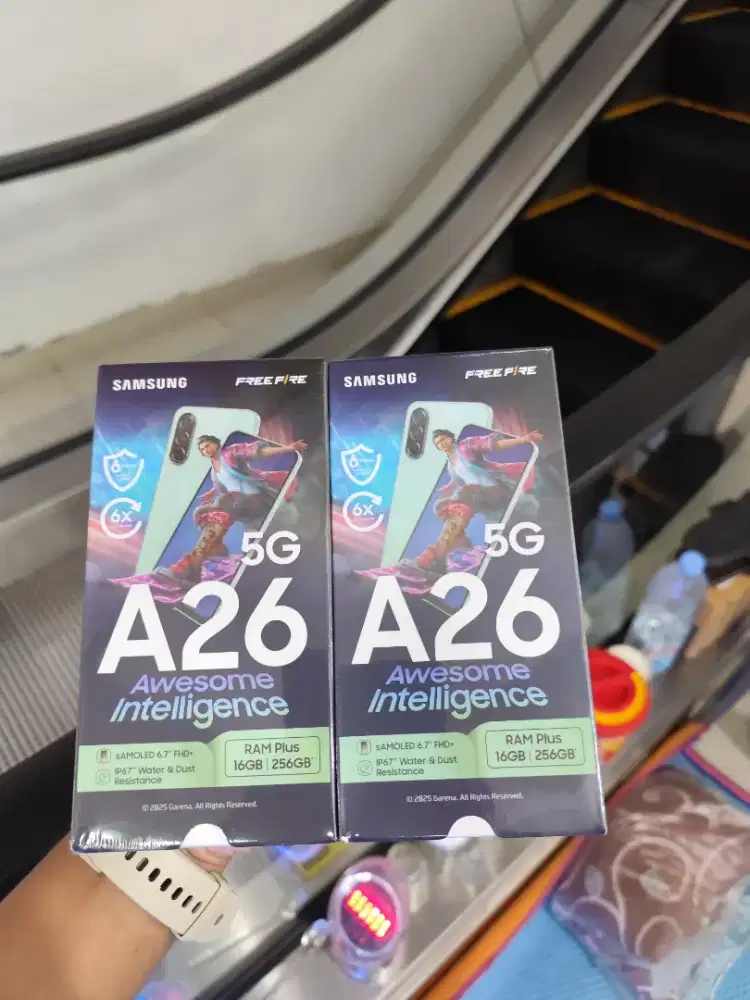 SAMSUNG
FREE FIRE
6
6X
5G
A26
Awesome
Intelligence
sAMOLED 6.7" FHD+
IP67" Water & Dust
Resistance
RAM Plus
16GB | 256GB*
© 2025 Garena. All Rights Reserved.
SAMSUNG
FREE FIRE
6
6X
5G
A26
Awesome
Intelligence
sAMOLED 6.7" FHD+
IP67" Water & Dust
Resistance
RAM Plus
16GB | 256GB*
© 2025 Garena. All Rights Reserved.